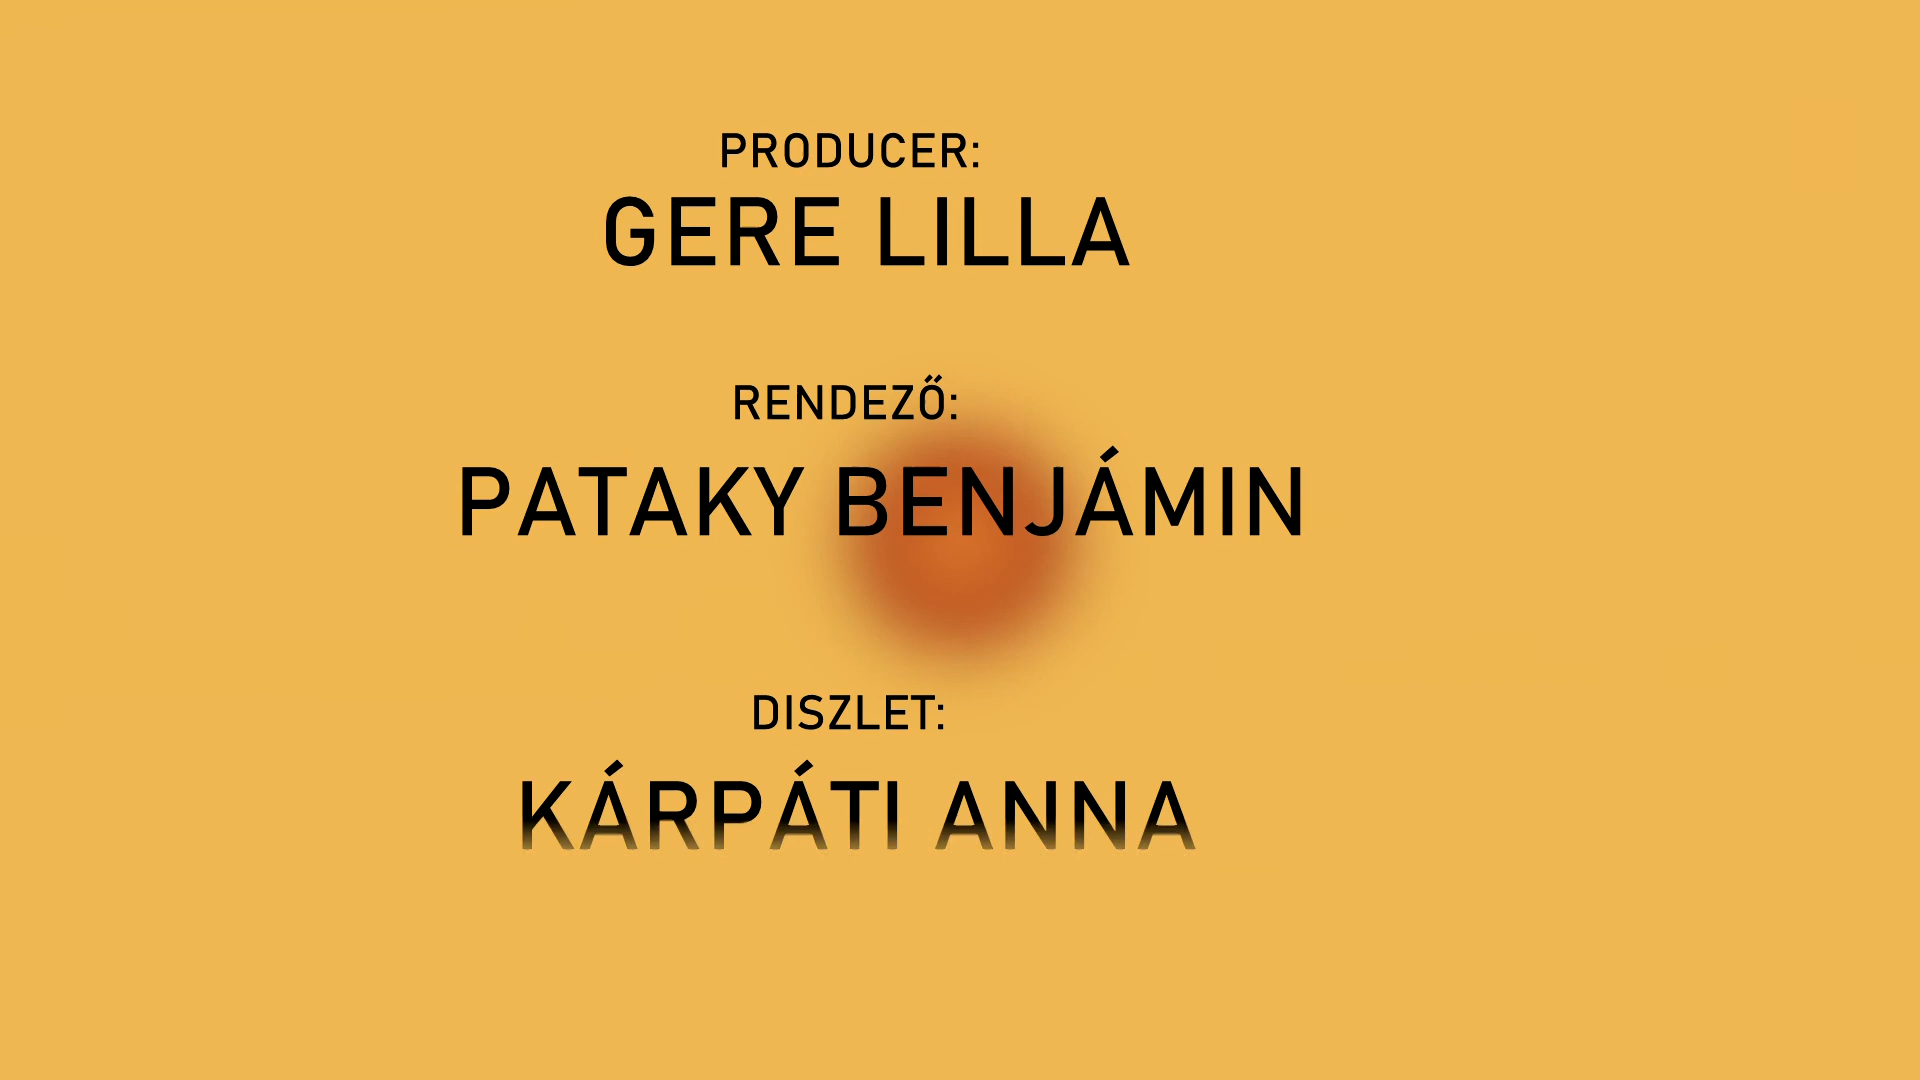 PRODUCER:
GERE LILLA
RENDEZŐ:
PATAKY BENJÁMIN
DISZLET:
KÁRPÁTI ANNA